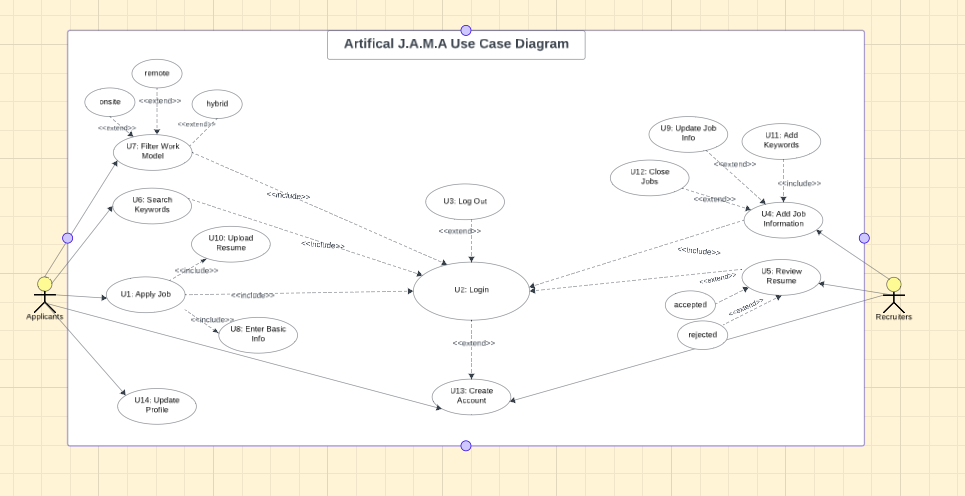 Artifical J.A.M.A Use Case Diagram
remote
onsite
<<extend>>
hybrid
<<extend>>
<<extend>>
U7: Filter Work
Model
U9: Update Job
Info
U11: Add
Keywords
<<extend>>
U12: Close
Jobs
<<include>>
<<extend>>
<<include>>
U6: Search
Keywords
U3: Log Out
U4: Add Job
Information
U10: Upload
Resume
<<extend>>
<<include>>
<<include>>
<<include>>
U5: Review
Resume
<<extend>>
U1: Apply Job
<<include>>
U2: Login
accepted
<<extend>>
Applicants
Recruiters
<<include>>
U8: Enter Basic
Info
rejected
<<extend>>
U13: Create
Account
U14: Update
Profile